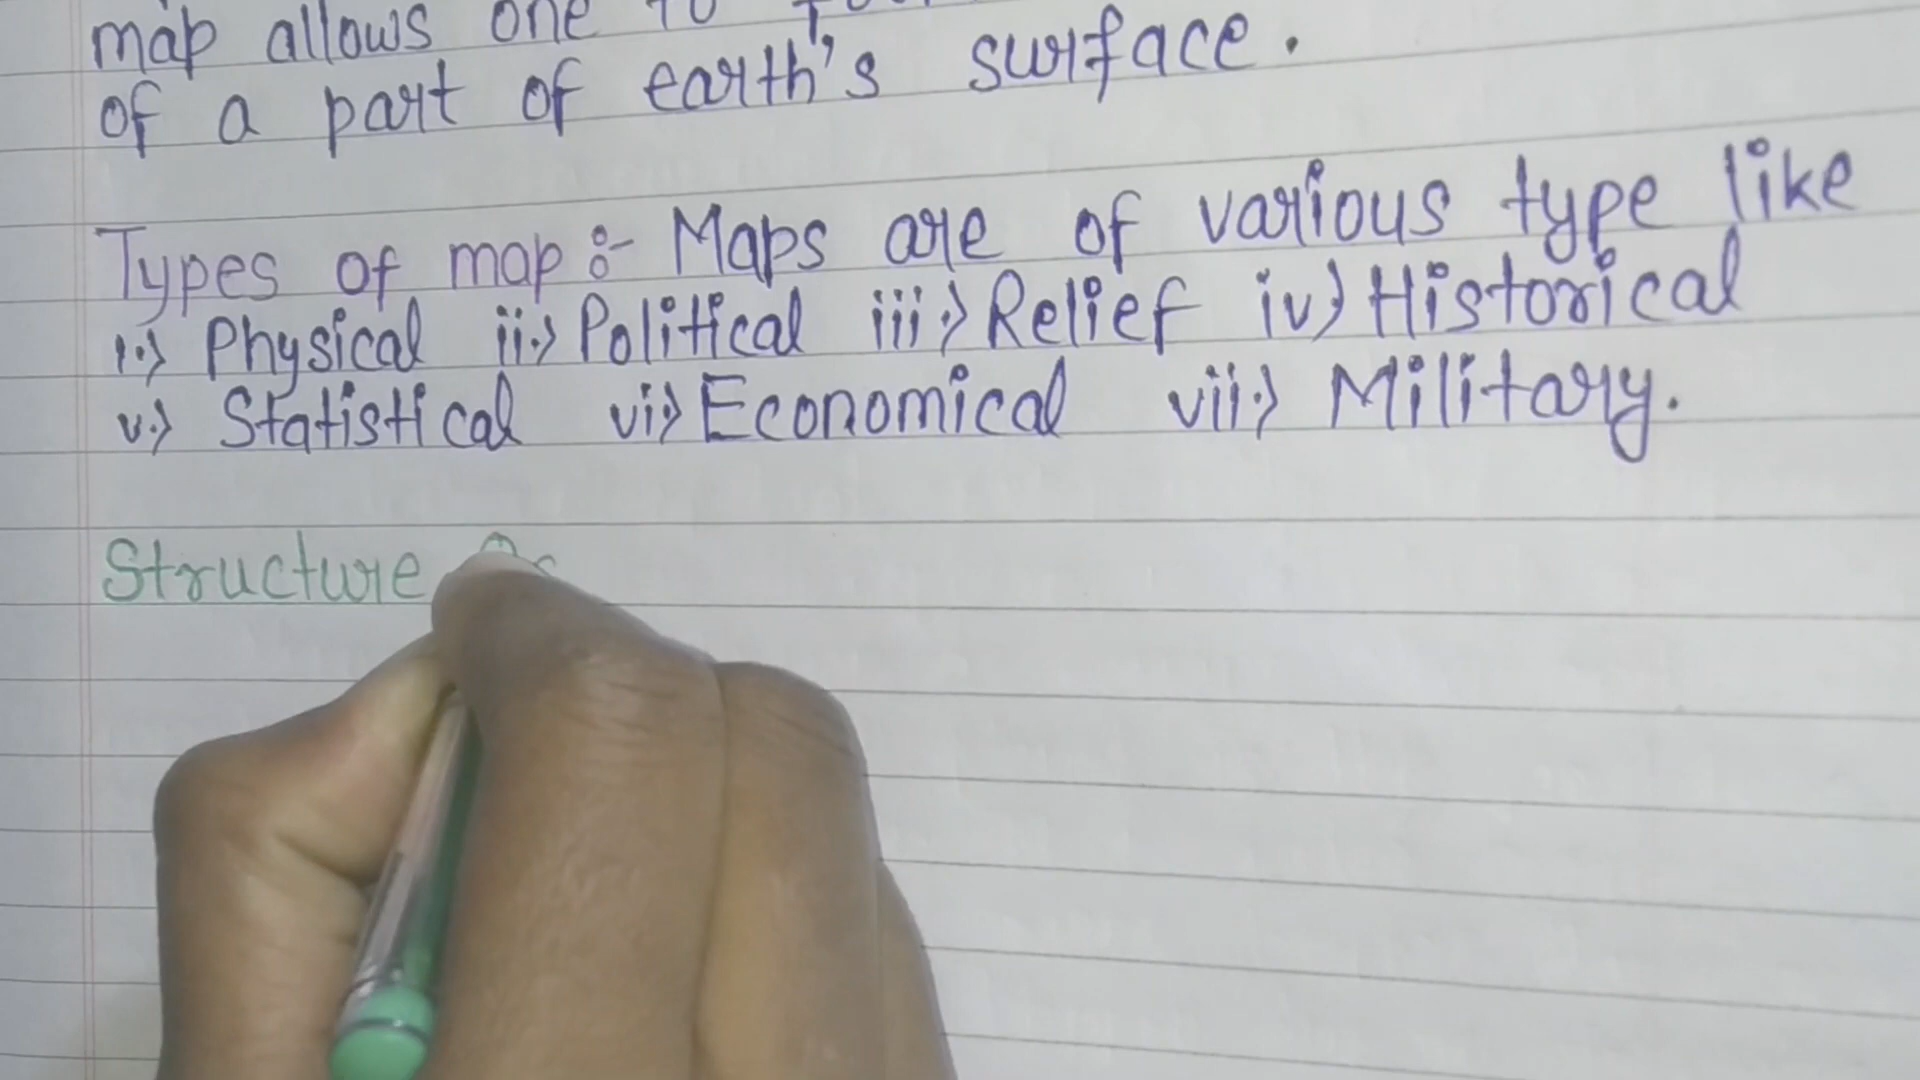 map allows one to
of a part of earth's surface.
Types of map :- Maps are of various type like
i.) Physical ii.) Political iii.) Relief iv) Historical
v.) Statistical vi) Economical vii.) Military.
Structure